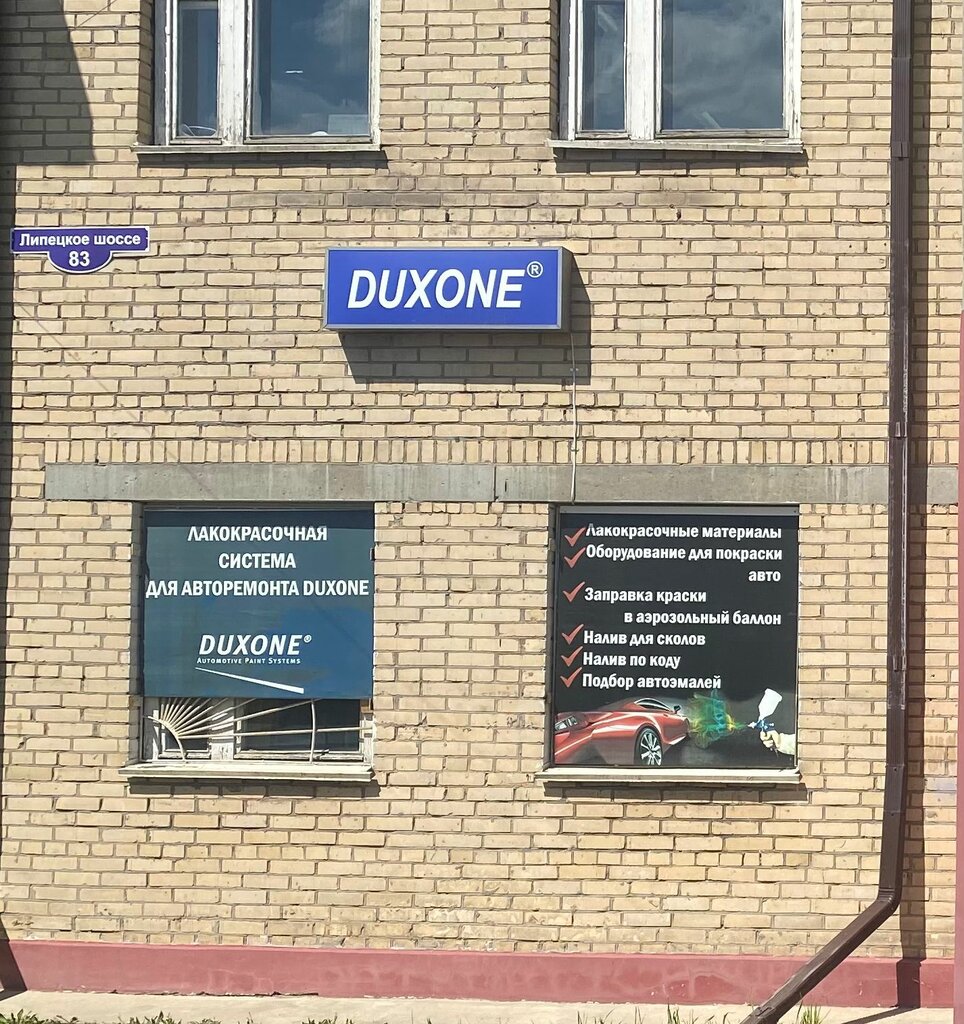 Липецкое шоссе
83
DUXONE®
ЛАКОКРАСОЧНАЯ
СИСТЕМА
ДЛЯ АВТОРЕМОНТА DUXONE
DUXONE®
AUTOMOTIVE PAINT SYSTEMS
Лакокрасочные материалы
Оборудование для покраски
авто
Заправка краски
в аэрозольный баллон
Налив для сколов
Налив по коду
Подбор автоэмалей